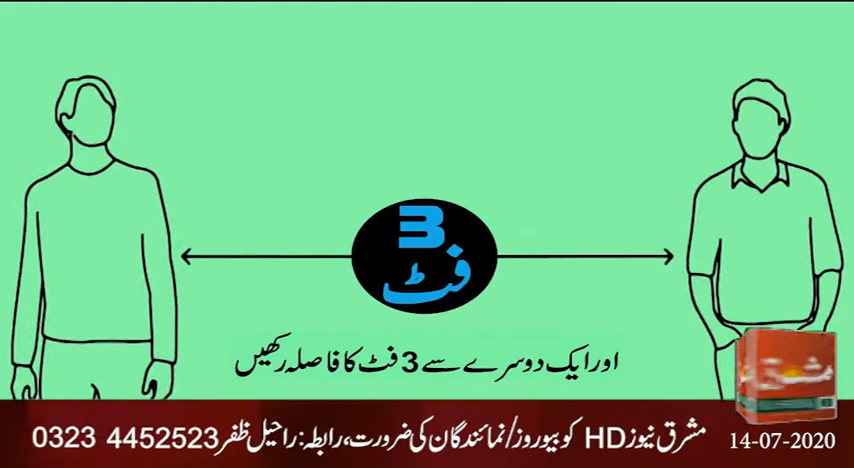 3
فٹ
اور ایک دوسرے سے 3 فٹ کا فاصلہ رکھیں
مشرق
مشرق نیوز HD کو بیوروز/نمائندگان کی ضرورت، رابطہ: راحیل ظفر 0323 4452523
14-07-2020